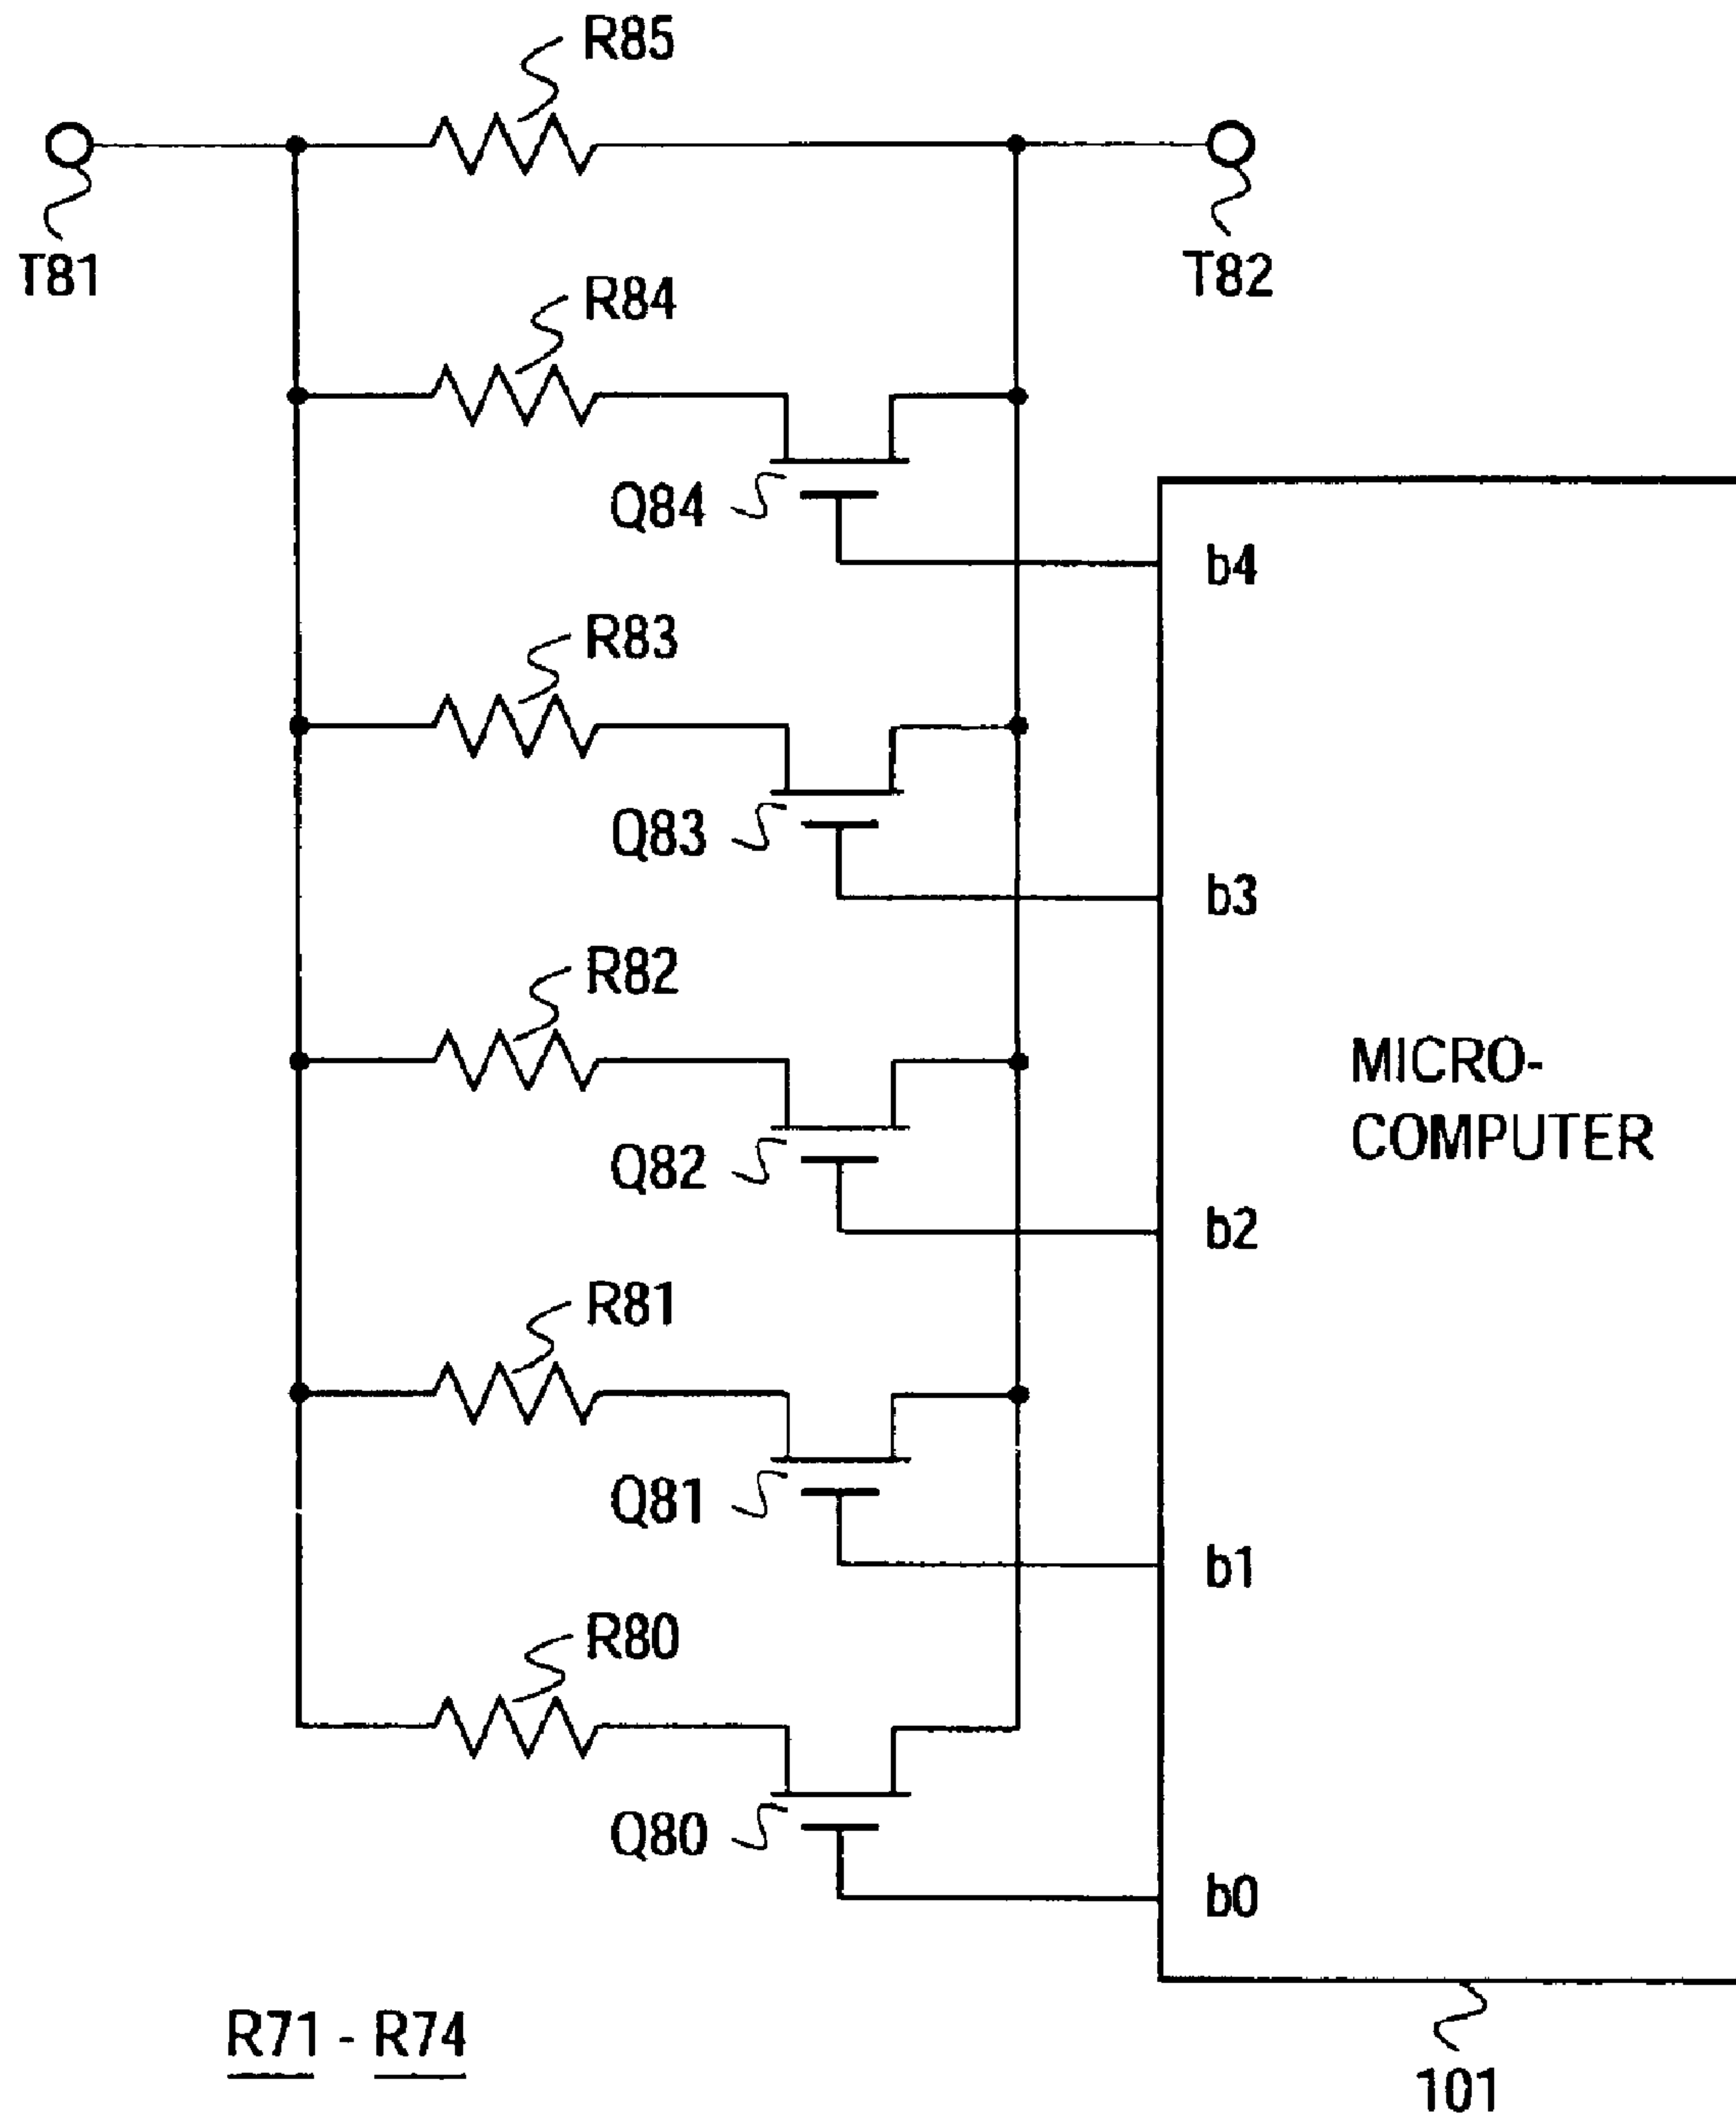 R85
T81
T82
R84
Q84
b4
R83
Q83
b3
R82
MICRO-
COMPUTER
Q82
b2
R81
Q81
b1
R80
Q80
b0
R71 - R74
101